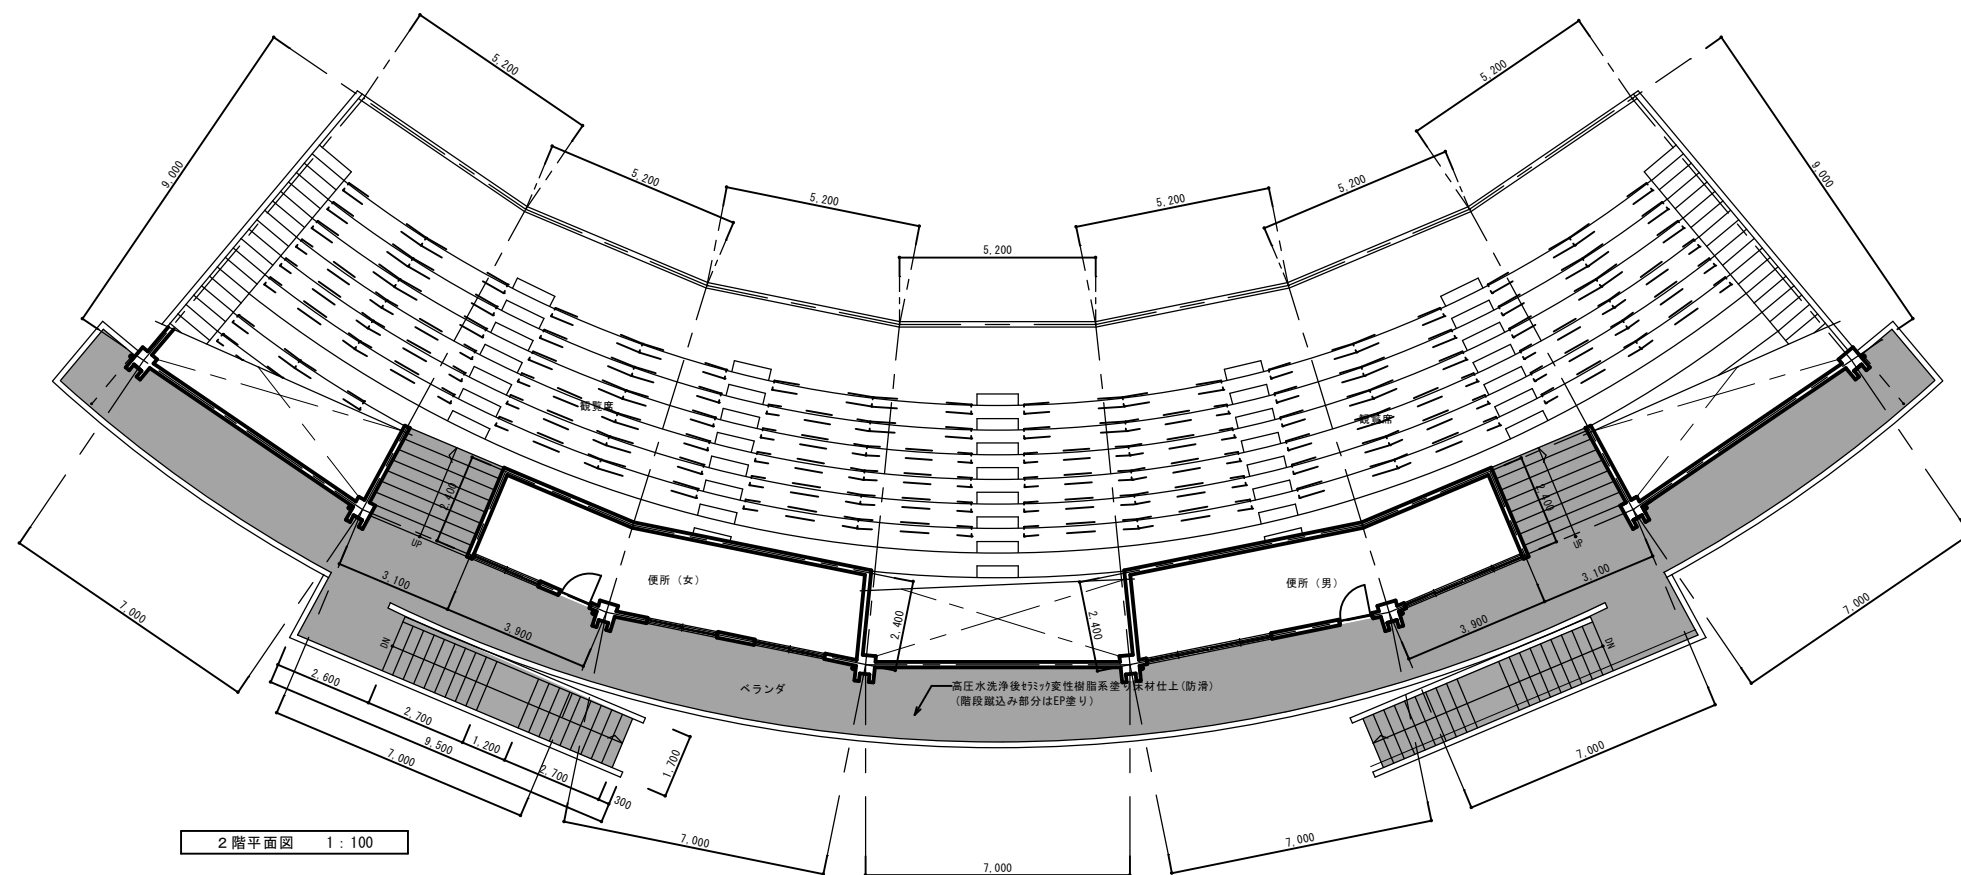 5,200
5,200
5,200
5,200
5,200
5,200
5,200
9,000
9,000
観覧席
観覧席
2,400
UP
2,400
UP
便所（女）
便所（男）
3,100
3,100
2,400
2,400
3,900
3,900
7,000
7,000
DN
DN
ベランダ
高圧水洗浄後ｾﾗﾐｯｸ変性樹脂系塗り床材仕上(防滑)
(階段蹴込み部分はEP塗り)
2,600
2,700
9,500
1,200
7,000
2,700
1,700
300
7,000
7,000
7,000
7,000
２階平面図　1：100